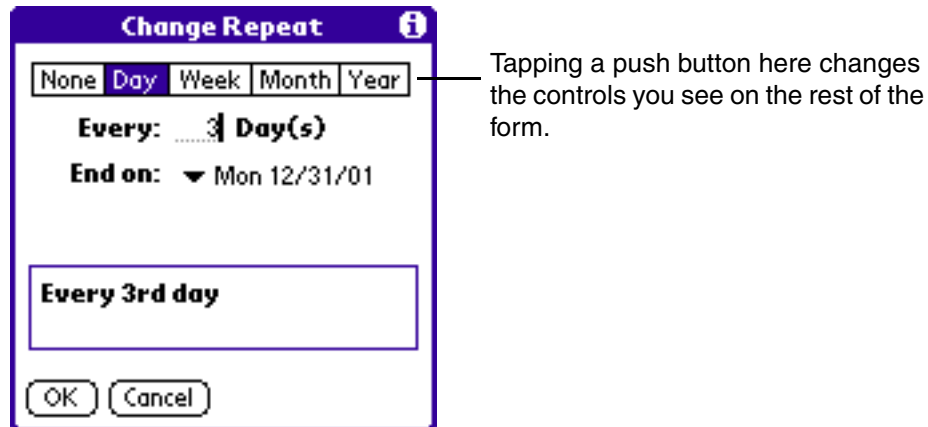 Change Repeat i
None Day Week Month Year
Every: 3 Day(s)
End on: Mon 12/31/01
Every 3rd day
OK Cancel
Tapping a push button here changes
the controls you see on the rest of the
form.